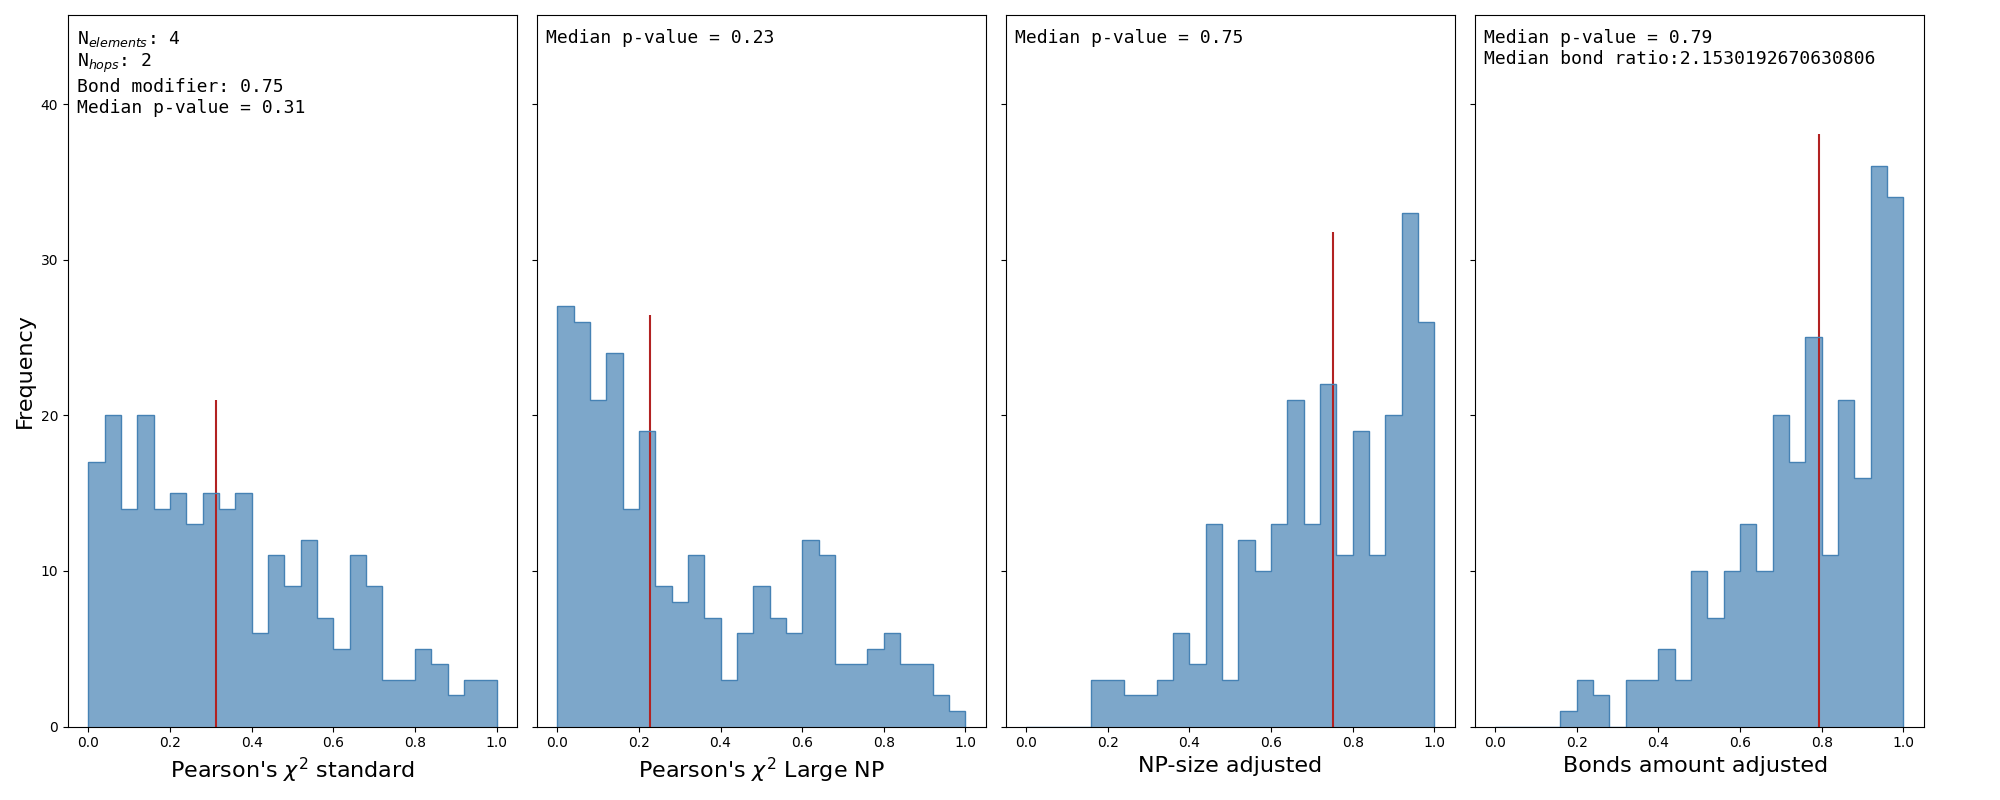 N_elements: 4
N_hops: 2
Bond modifier: 0.75
Median p-value = 0.31
Median p-value = 0.23
Median p-value = 0.75
Median p-value = 0.79
Median bond ratio:2.1530192670630806
Frequency
40
30
20
10
0
0.0 0.2 0.4 0.6 0.8 1.0
0.0 0.2 0.4 0.6 0.8 1.0
0.0 0.2 0.4 0.6 0.8 1.0
0.0 0.2 0.4 0.6 0.8 1.0
Pearson's χ² standard
Pearson's χ² Large NP
NP-size adjusted
Bonds amount adjusted